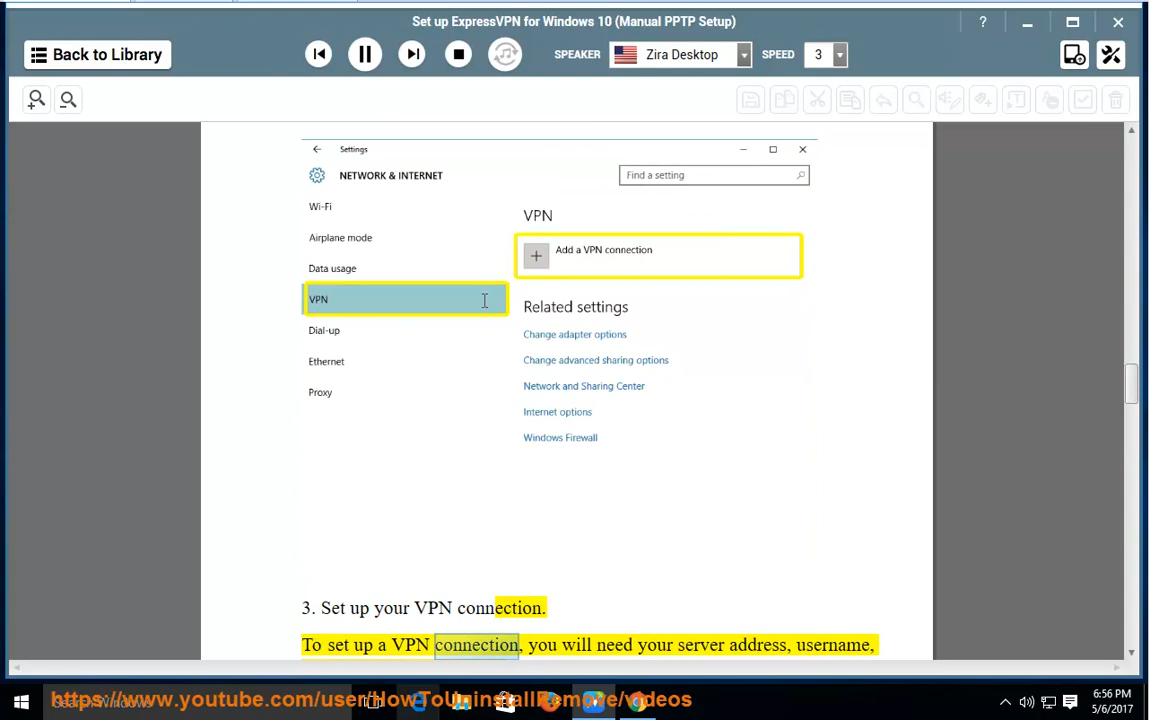 Set up ExpressVPN for Windows 10 (Manual PPTP Setup)
Back to Library
SPEAKER
Zira Desktop
SPEED
3
Settings
NETWORK & INTERNET
Find a setting
Wi-Fi
Airplane mode
Data usage
VPN
Dial-up
Ethernet
Proxy
VPN
Add a VPN connection
Related settings
Change adapter options
Change advanced sharing options
Network and Sharing Center
Internet options
Windows Firewall
3. Set up your VPN connection.
To set up a VPN connection, you will need your server address, username,
Search Windows
https://www.youtube.com/user/HowToUninstallRemove/videos
6:56 PM
5/6/2017